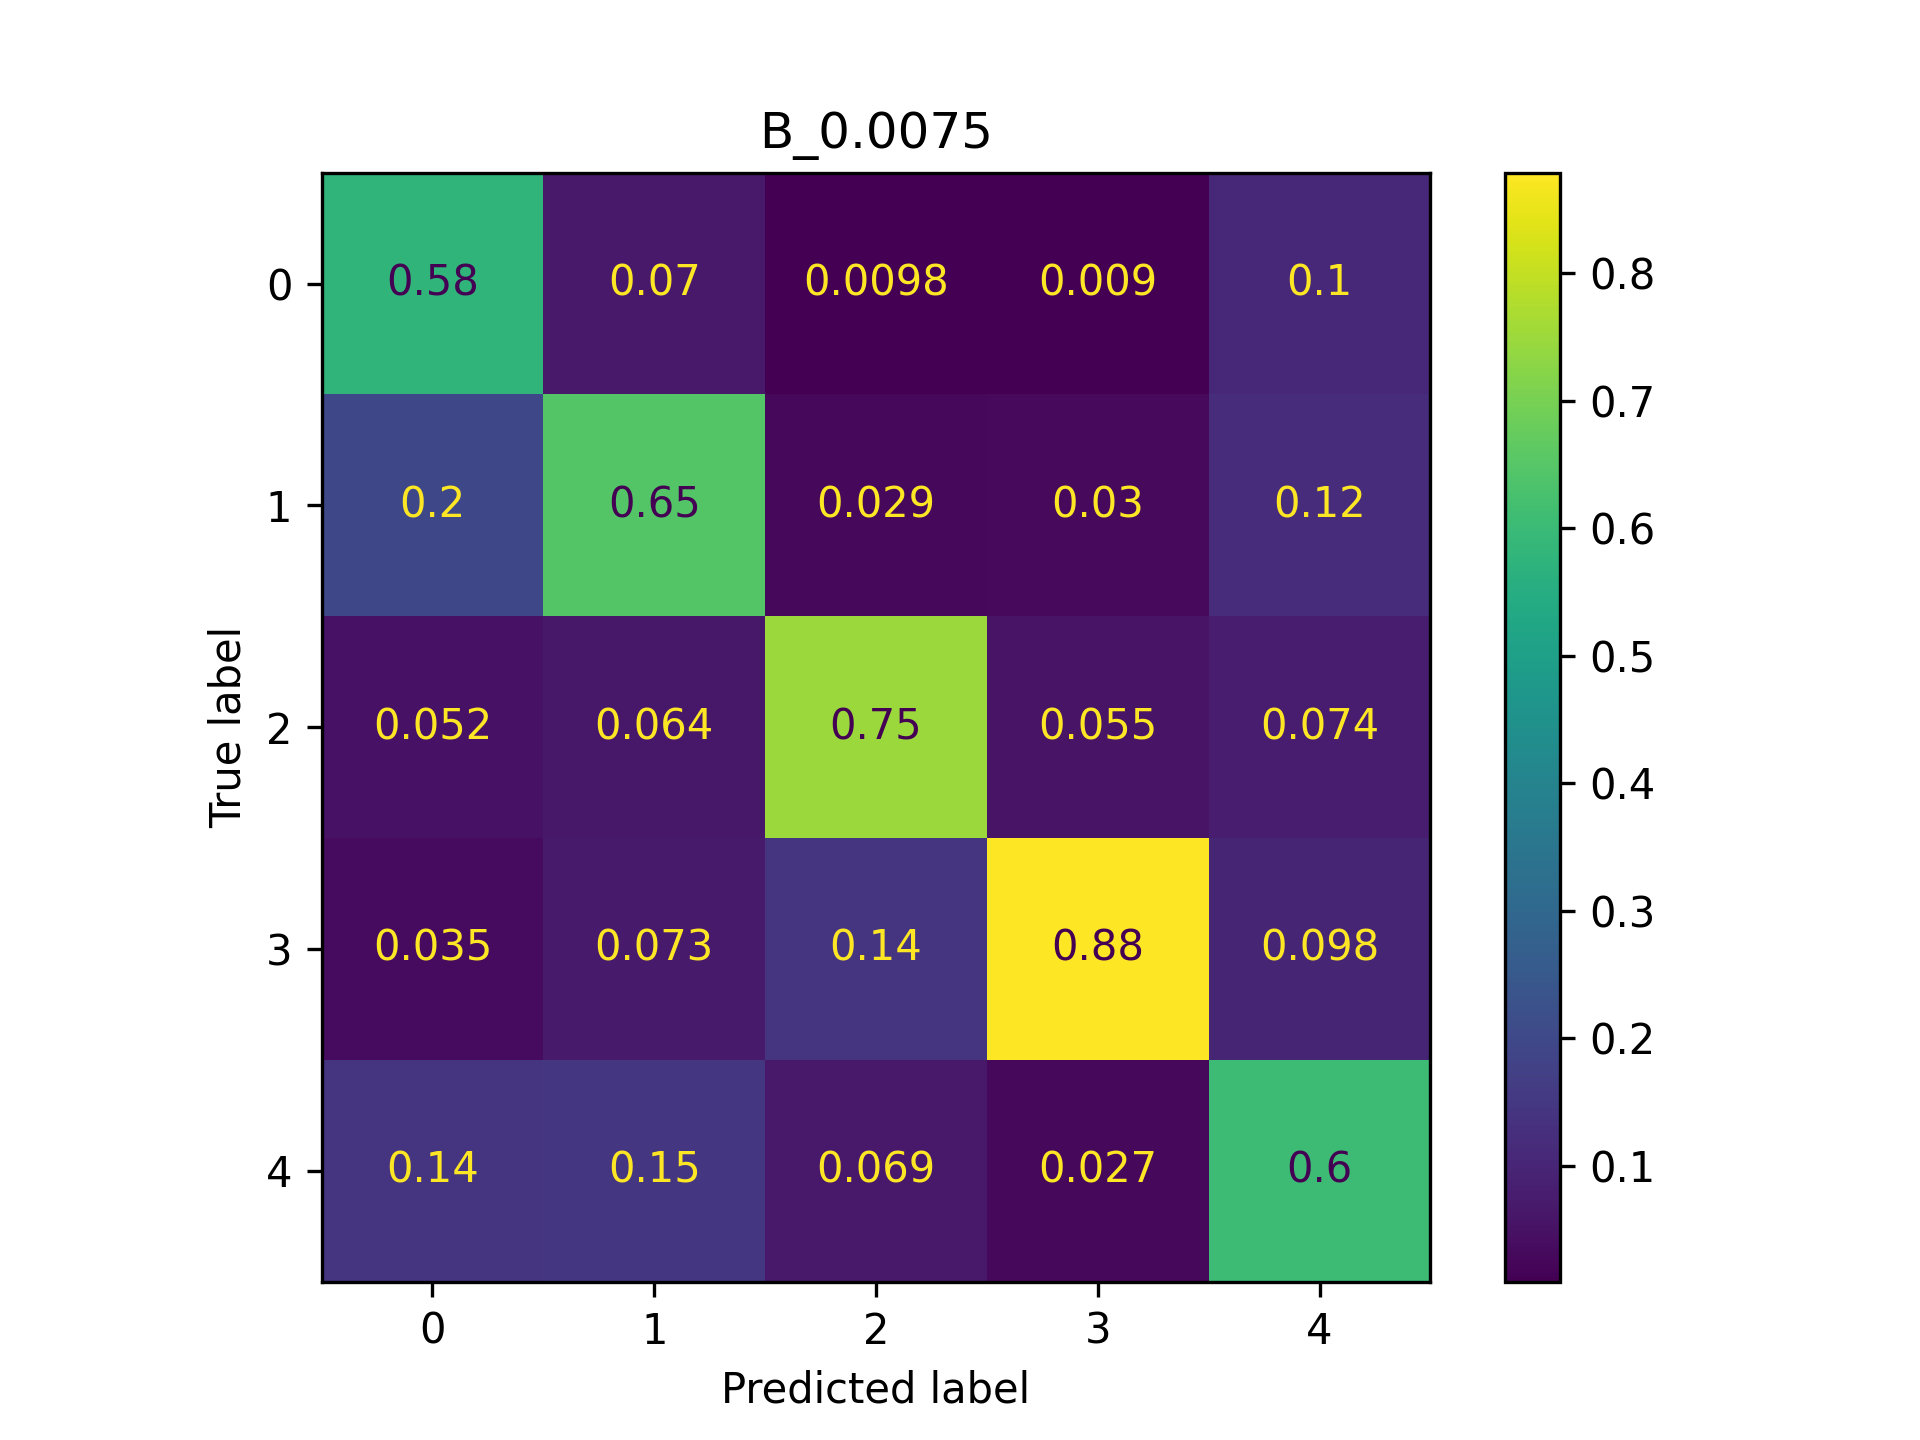 B_0.0075
0 0.58 0.07 0.0098 0.009 0.1
1 0.2 0.65 0.029 0.03 0.12
2 0.052 0.064 0.75 0.055 0.074
3 0.035 0.073 0.14 0.88 0.098
4 0.14 0.15 0.069 0.027 0.6
0 1 2 3 4
Predicted label
True label
0.8
0.7
0.6
0.5
0.4
0.3
0.2
0.1